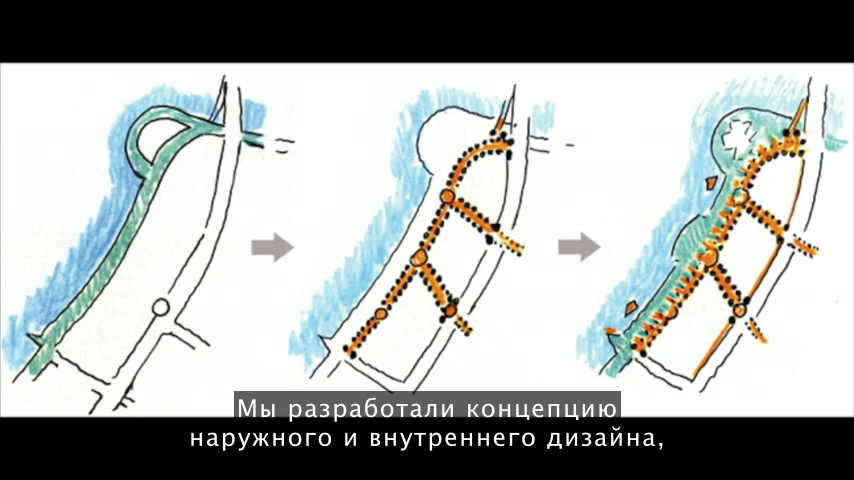 Мы разработали концепцию
наружного и внутреннего дизайна,